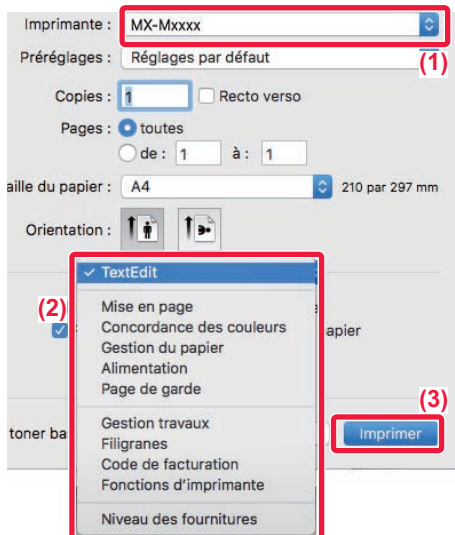 Imprimante : MX-Mxxxx
(1)
Préréglages : Réglages par défaut
Copies : 1 Recto verso
Pages : toutes
de : 1 à : 1
aille du papier : A4 210 par 297 mm
Orientation :
✓ TextEdit
(2)
Mise en page
Concordance des couleurs apier
Gestion du papier
Alimentation
Page de garde
(3)
Gestion travaux
toner ba Imprimer
Filigranes
Code de facturation
Fonctions d'imprimante
Niveau des fournitures